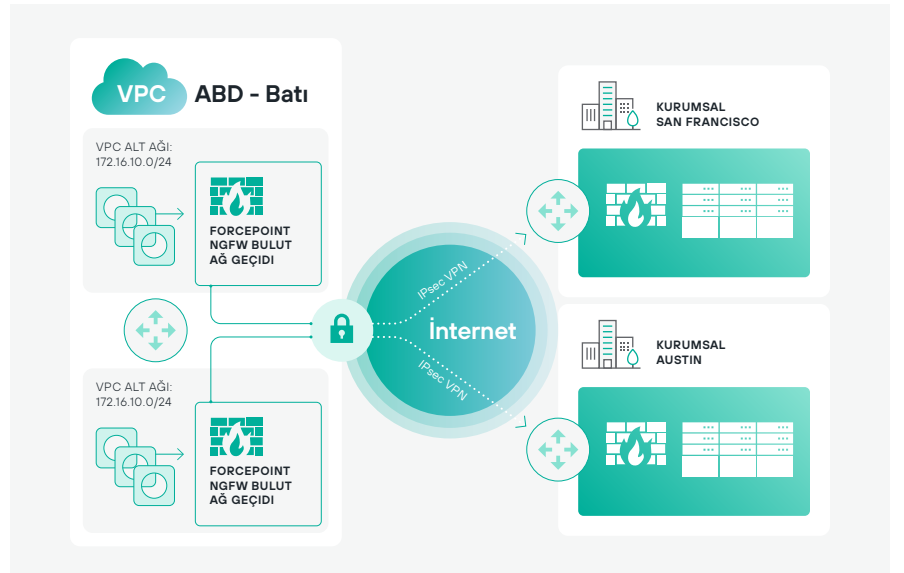 VPC
ABD - Batı
VPC ALT AĞI:
172.16.10.0/24
FORCEPOINT
NGFW BULUT
AĞ GEÇIDI
VPC ALT AĞI:
172.16.10.0/24
FORCEPOINT
NGFW BULUT
AĞ GEÇIDI
IPsec VPN
İnternet
IPsec VPN
KURUMSAL
SAN FRANCISCO
KURUMSAL
AUSTIN